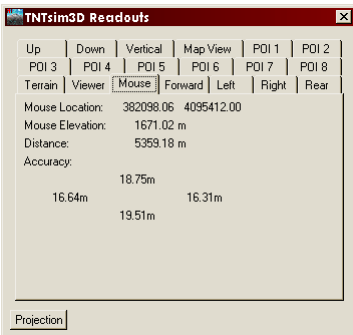 TNTsim3D Readouts
Up Down Vertical Map View POI 1 POI 2
POI 3 POI 4 POI 5 POI 6 POI 7 POI 8
Terrain Viewer Mouse Forward Left Right Rear
Mouse Location: 382098.06 4095412.00
Mouse Elevation: 1671.02 m
Distance: 5359.18 m
Accuracy:
18.75m
16.64m 16.31m
19.51m
Projection